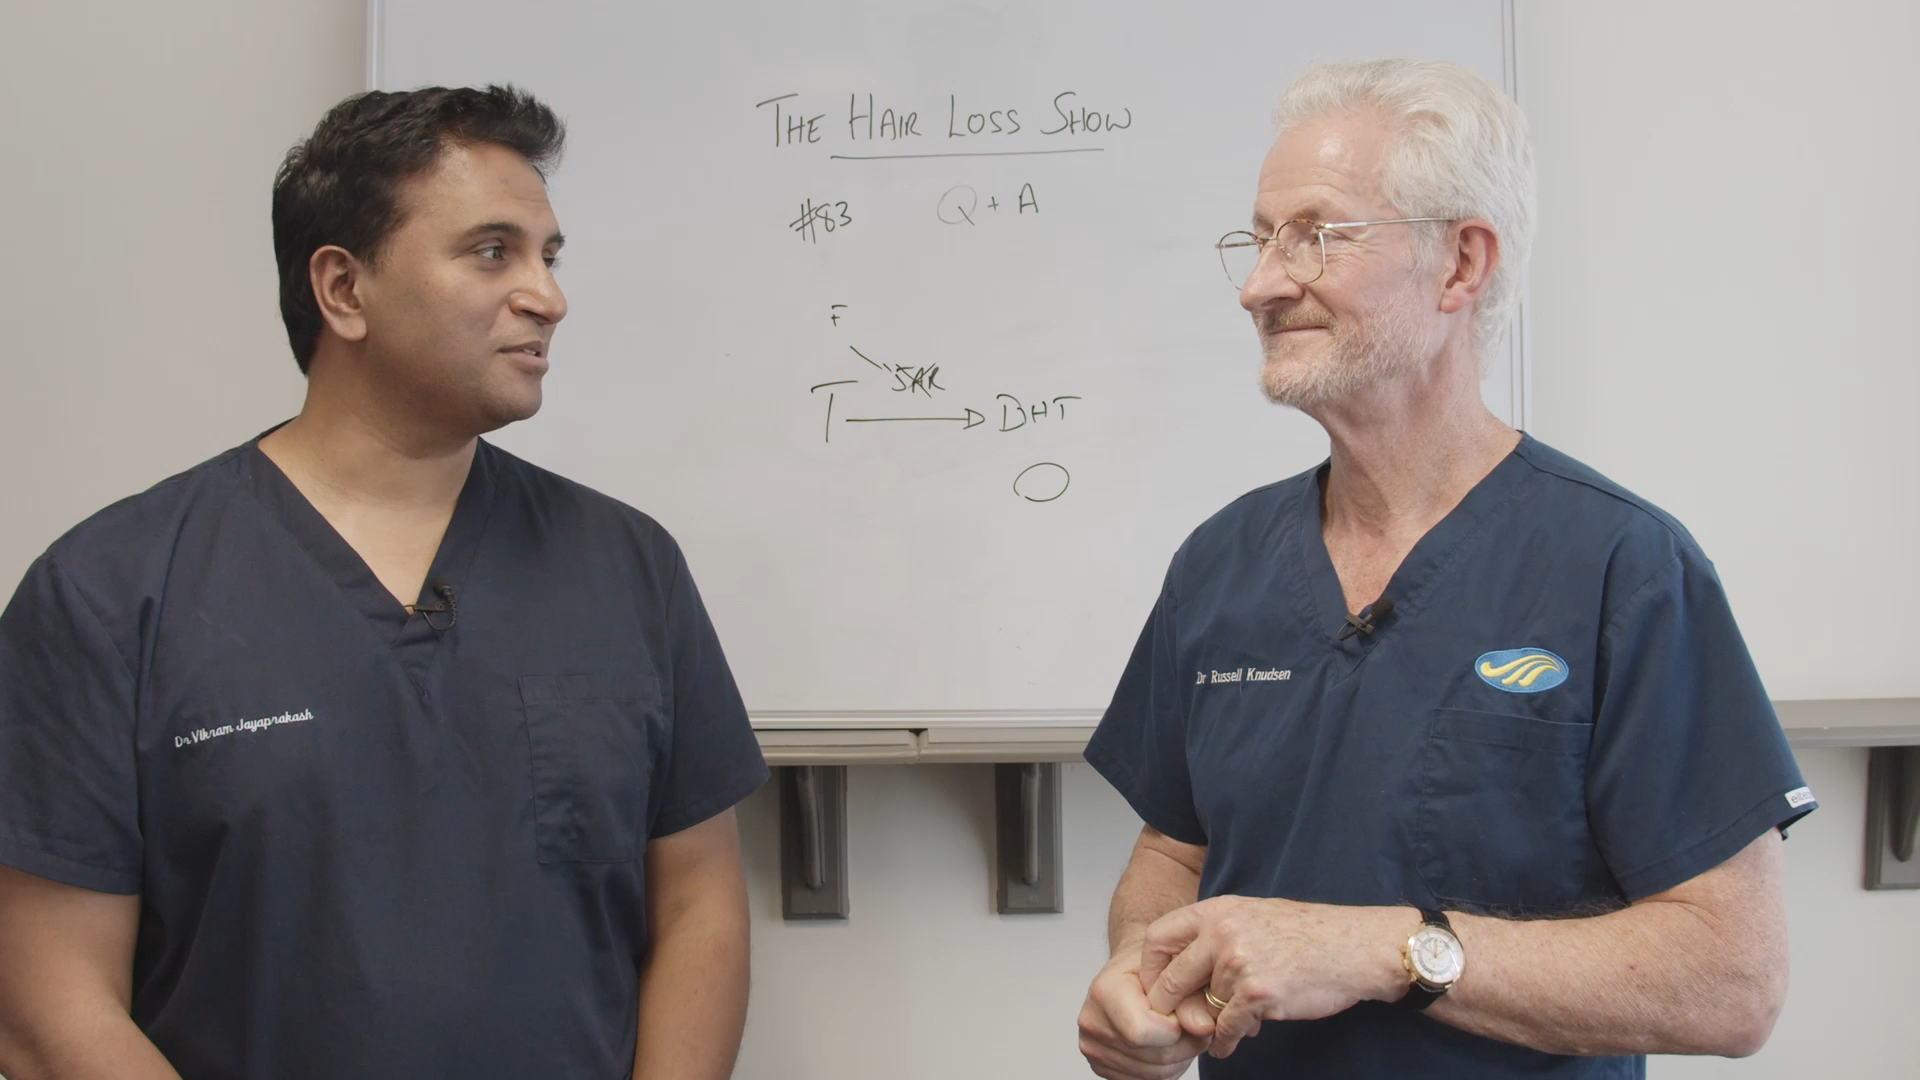 THE HAIR LOSS SHOW
#83 Q + A
F
5AR
T DHT
Dr Russell Knudsen
Dr Vikram Jayaprakash